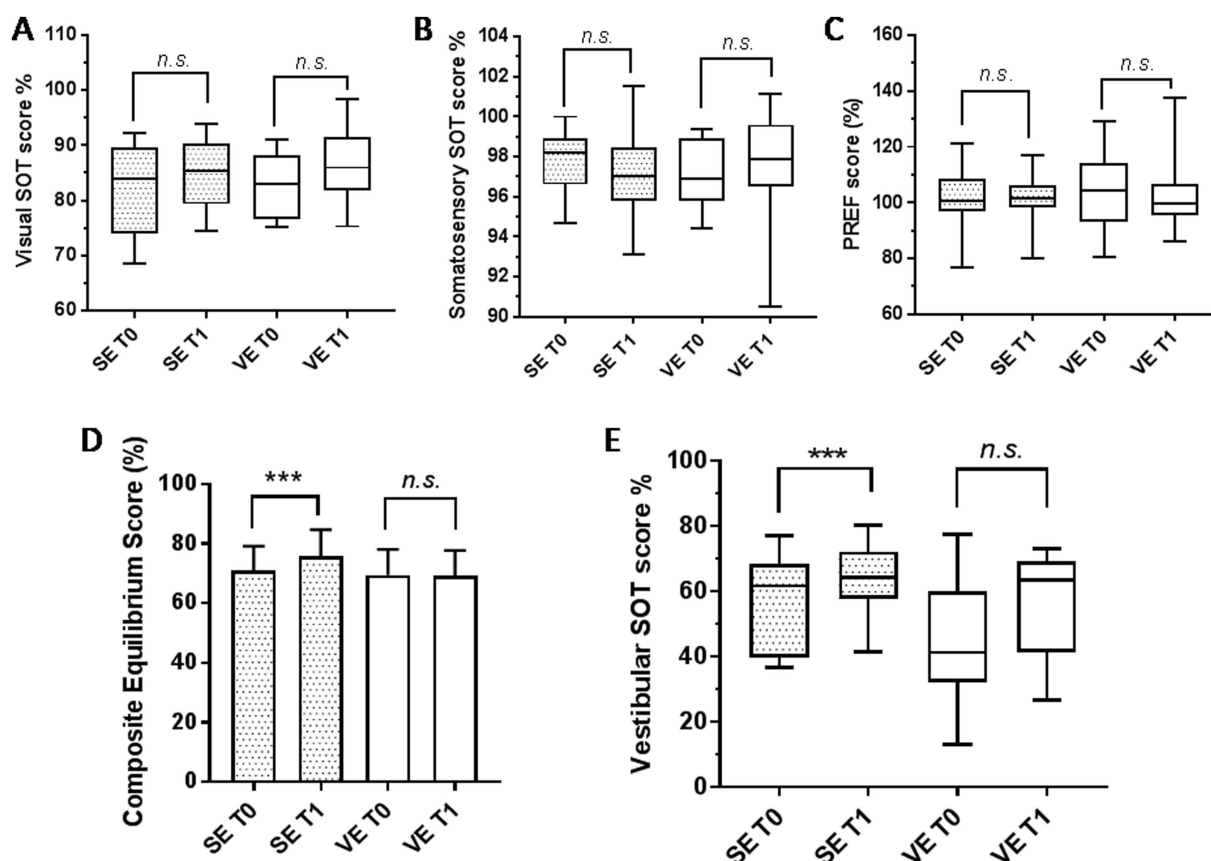 A
Visual SOT score %
110
100
90
80
70
60
n.s.
n.s.
SE T0
SE T1
VE T0
VE T1
B
Somatosensory SOT score %
104
102
100
98
96
94
92
90
n.s.
n.s.
SE T0
SE T1
VE T0
VE T1
C
PREF score (%)
160
140
120
100
80
60
n.s.
n.s.
SE T0
SE T1
VE T0
VE T1
D
Composite Equilibrium Score (%)
100
80
60
40
20
0
***
n.s.
SE T0
SE T1
VE T0
VE T1
E
Vestibular SOT score %
100
80
60
40
20
0
***
n.s.
SE T0
SE T1
VE T0
VE T1